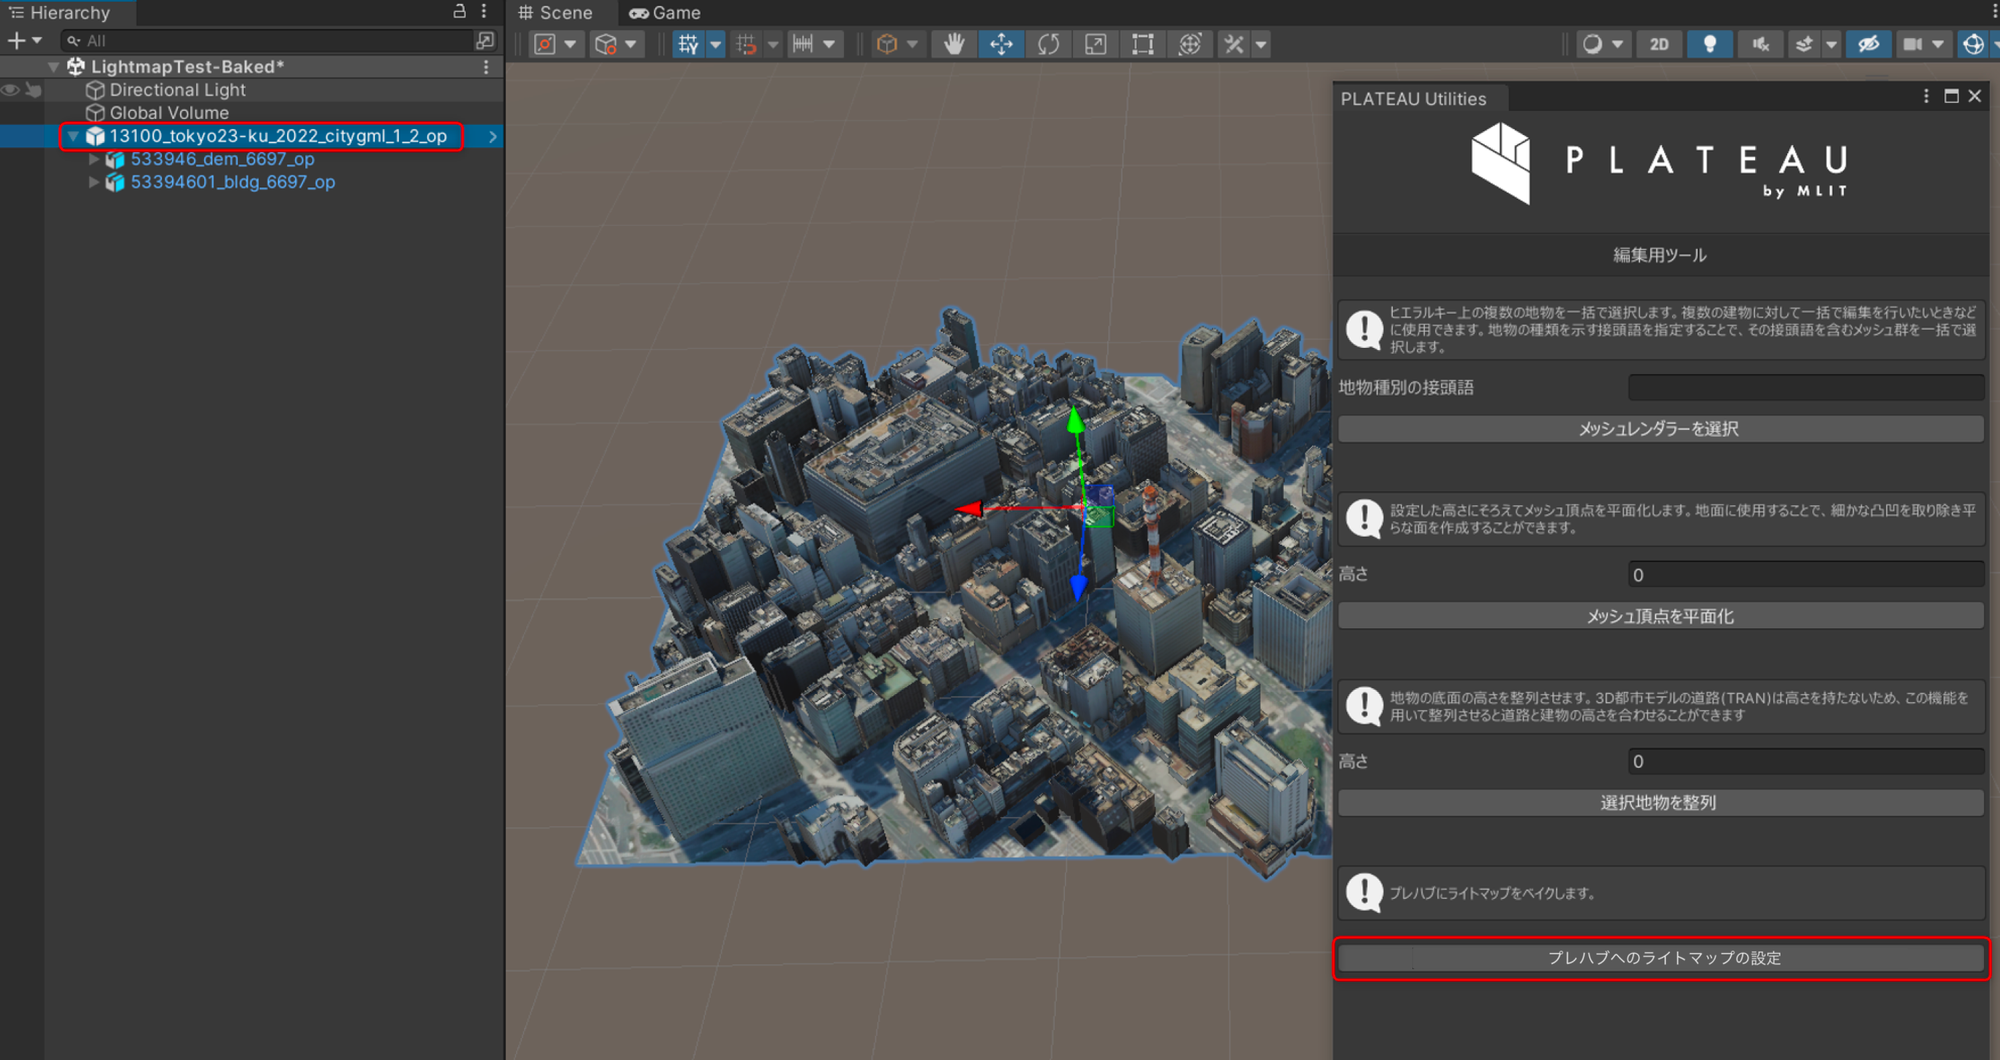 Hierarchy
All
LightmapTest-Baked*
Directional Light
Global Volume
13100_tokyo23-ku_2022_citygml_1_2_op
533946_dem_6697_op
53394601_bldg_6697_op
Scene
Game
2D
PLATEAU Utilities
PLATEAU
by MLIT
編集用ツール
ヒエラルキー上の複数の地物を一括で選択します。複数の建物に対して一括で編集を行いたいときなど
に使用できます。地物の種類を示す接頭語を指定することで、その接頭語を含むメッシュ群を一括で選
択します。
地物種別の接頭語
メッシュレンダラーを選択
設定した高さにそろえてメッシュ頂点を平面化します。地面に使用することで、細かな凸凹を取り除き平
らな面を作成することができます。
高さ
0
メッシュ頂点を平面化
地物の底面の高さを整列させます。3D都市モデルの道路(TRAN)は高さを持たないため、この機能を
用いて整列させると道路と建物の高さを合わせることができます
高さ
0
選択地物を整列
プレハブにライトマップをベイクします。
プレハブへのライトマップの設定